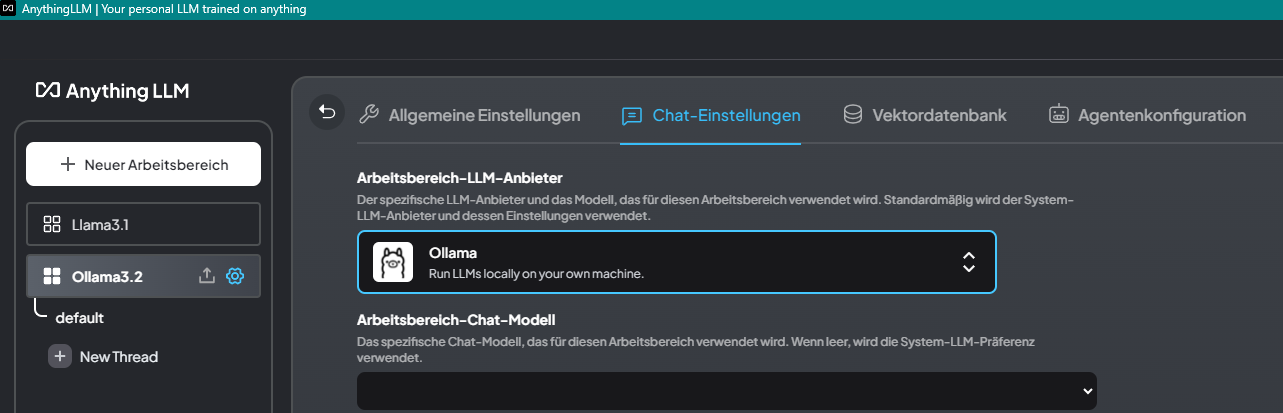 AnythingLLM | Your personal LLM trained on anything
Anything LLM
Neuer Arbeitsbereich
Llama3.1
Ollama3.2
default
New Thread
Allgemeine Einstellungen
Chat-Einstellungen
Vektordatenbank
Agentenkonfiguration
Arbeitsbereich-LLM-Anbieter
Der spezifische LLM-Anbieter und das Modell, das für diesen Arbeitsbereich verwendet wird. Standardmäßig wird der System-
LLM-Anbieter und dessen Einstellungen verwendet.
Ollama
Run LLMs locally on your own machine.
Arbeitsbereich-Chat-Modell
Das spezifische Chat-Modell, das für diesen Arbeitsbereich verwendet wird. Wenn leer, wird die System-LLM-Präferenz
verwendet.